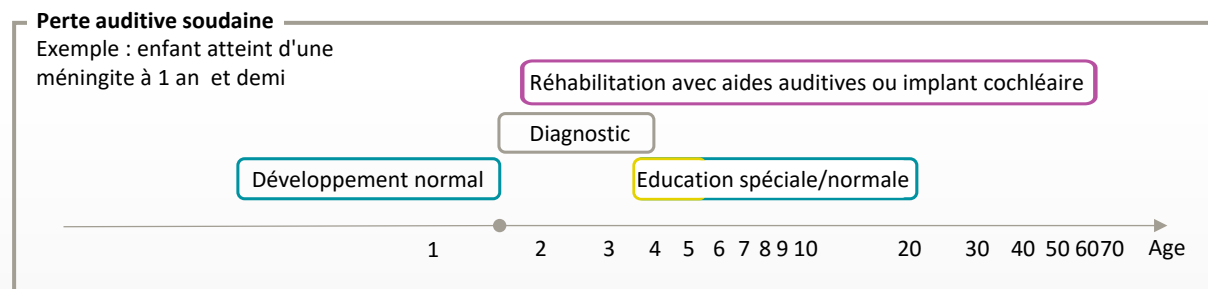 Perte auditive soudaine
Exemple : enfant atteint d'une
méningite à 1 an et demi
Réhabilitation avec aides auditives ou implant cochléaire
Diagnostic
Développement normal
Education spéciale/normale
1 2 3 4 5 6 7 8 9 10 20 30 40 50 60 70 Age